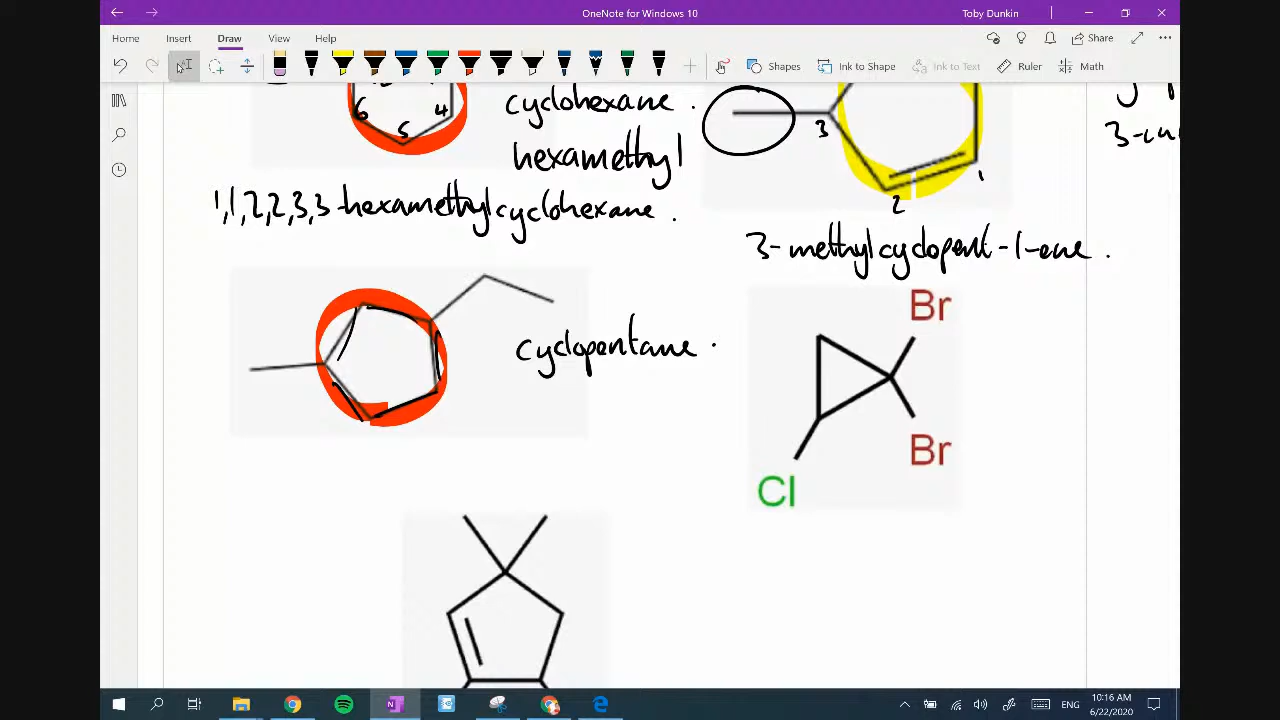 OneNote for Windows 10
Toby Dunkin
Home Insert Draw View Help
Share
Shapes Ink to Shape Ink to Text Ruler Math
cyclohexane.
hexamethyl
1,1,2,2,3,3-hexamethylcyclohexane.
6
5
4
3
2
1
3-methylcyclopent-1-ene.
cyclopentane.
Br
Br
Cl
ENG
10:16 AM
6/22/2020